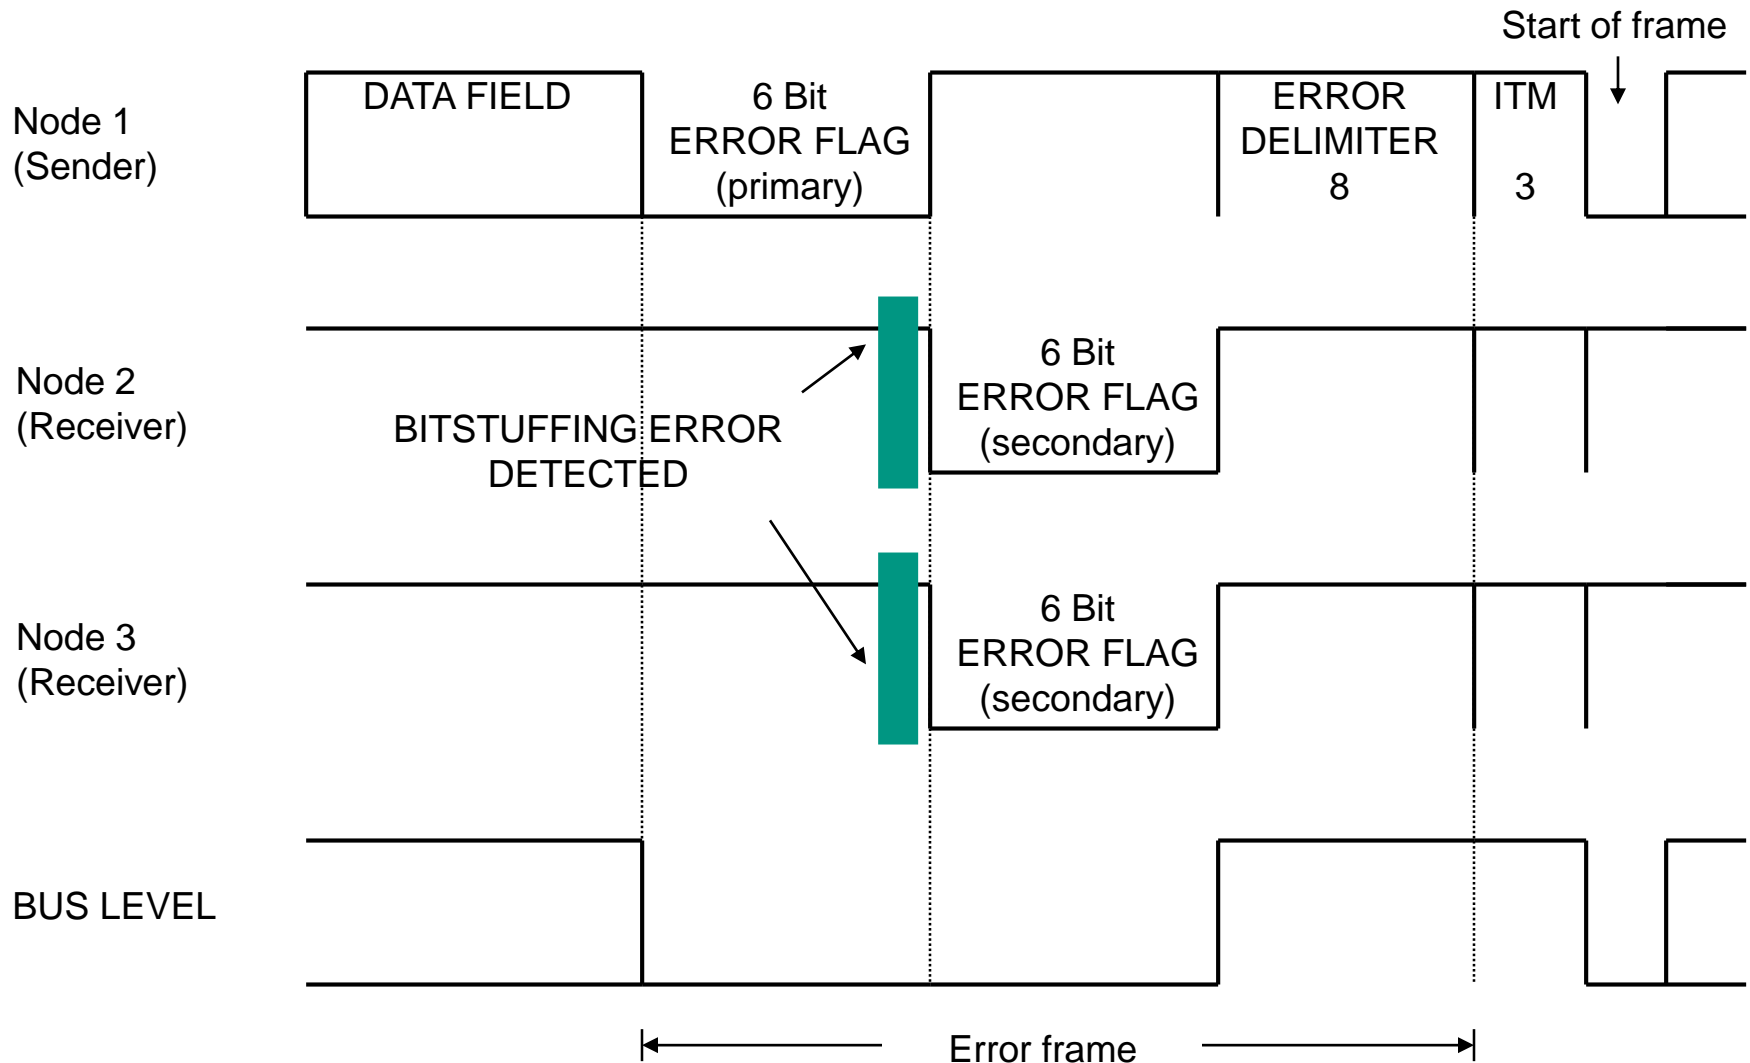 Start of frame
Node 1
(Sender)
DATA FIELD
6 Bit
ERROR FLAG
(primary)
ERROR
DELIMITER
8
ITM
3
Node 2
(Receiver)
BITSTUFFING ERROR
DETECTED
6 Bit
ERROR FLAG
(secondary)
Node 3
(Receiver)
6 Bit
ERROR FLAG
(secondary)
BUS LEVEL
Error frame